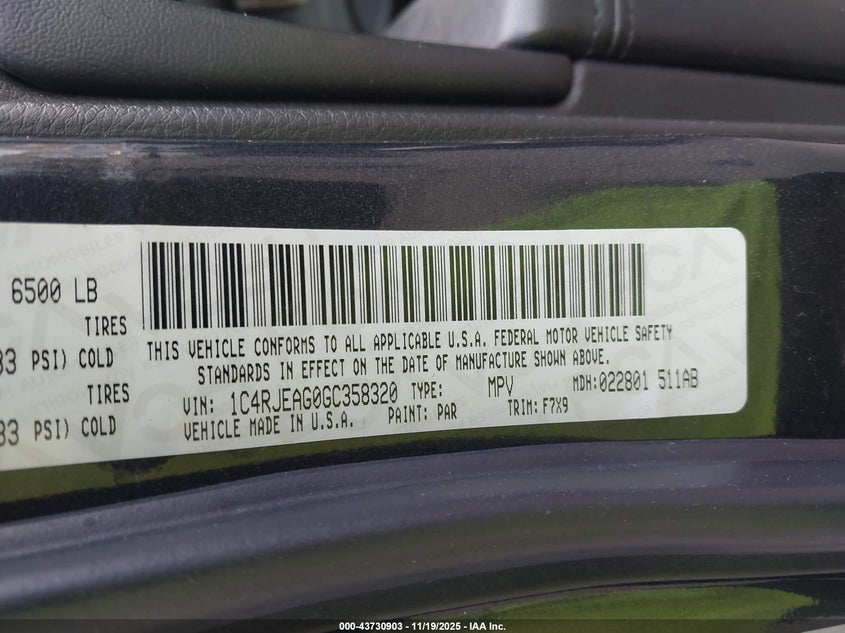 6500 LB
TIRES
33 PSI) COLD
TIRES
33 PSI) COLD
THIS VEHICLE CONFORMS TO ALL APPLICABLE U.S.A. FEDERAL MOTOR VEHICLE SAFETY
STANDARDS IN EFFECT ON THE DATE OF MANUFACTURE SHOWN ABOVE.
VIN: 1C4RJEAG0GC358320 TYPE: MPV MDH:022801 511AB
VEHICLE MADE IN U.S.A. PAINT: PAR TRIM: F7X9
000-43730903 - 11/19/2025 - IAA Inc.